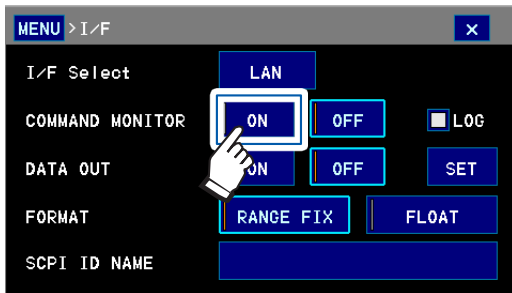 MENU >I/F ×
I/F Select LAN
COMMAND MONITOR ON OFF LOG
DATA OUT ON OFF SET
FORMAT RANGE FIX FLOAT
SCPI ID NAME